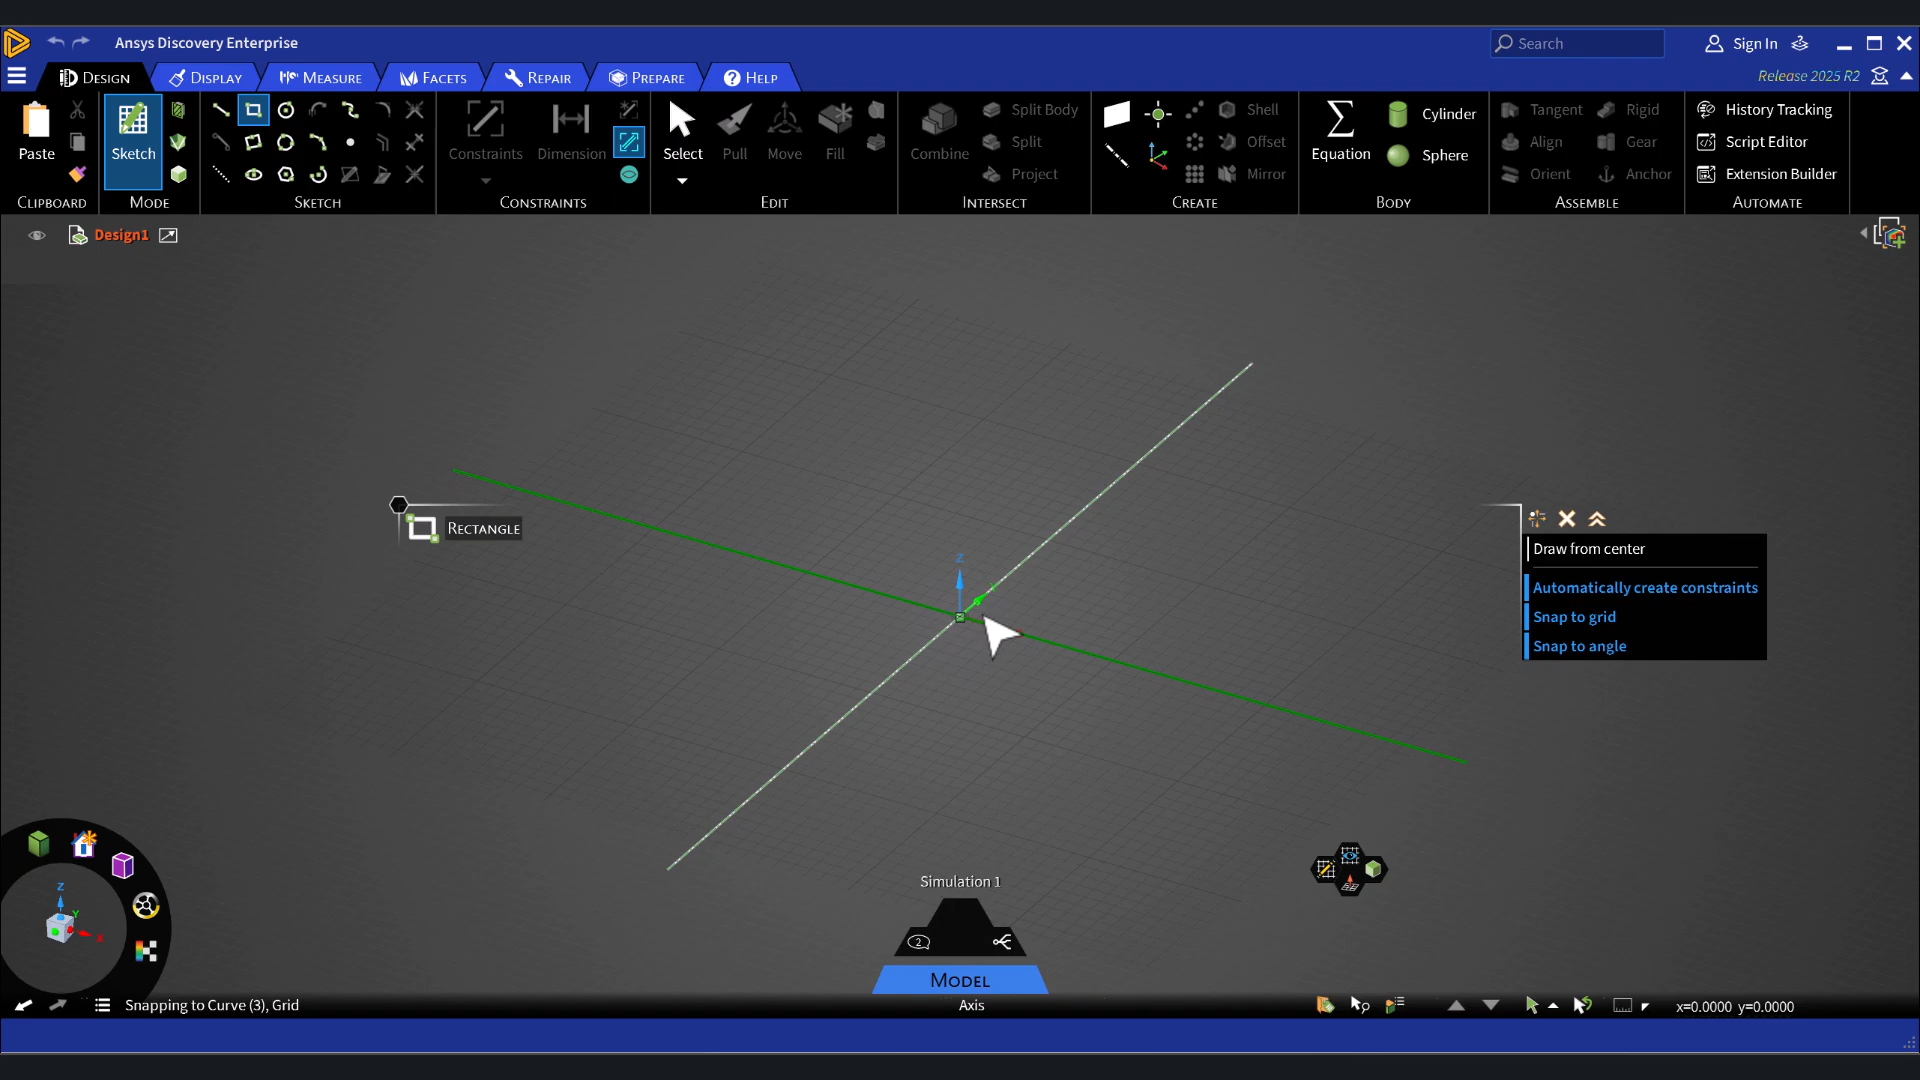 Ansys Discovery Enterprise
Search
Sign In
Design
Display
Measure
Facets
Repair
Prepare
Help
Release 2025 R2
Paste
Sketch
Constraints
Dimension
Select
Pull
Move
Fill
Combine
Split Body
Split
Project
Shell
Offset
Mirror
Equation
Cylinder
Sphere
Tangent
Align
Orient
Rigid
Gear
Anchor
History Tracking
Script Editor
Extension Builder
Clipboard
Mode
Sketch
Constraints
Edit
Intersect
Create
Body
Assemble
Automate
Design1
Rectangle
Z
Draw from center
Automatically create constraints
Snap to grid
Snap to angle
Simulation 1
2
Model
Z
Y
X
Snapping to Curve (3), Grid
Axis
x=0.0000 y=0.0000